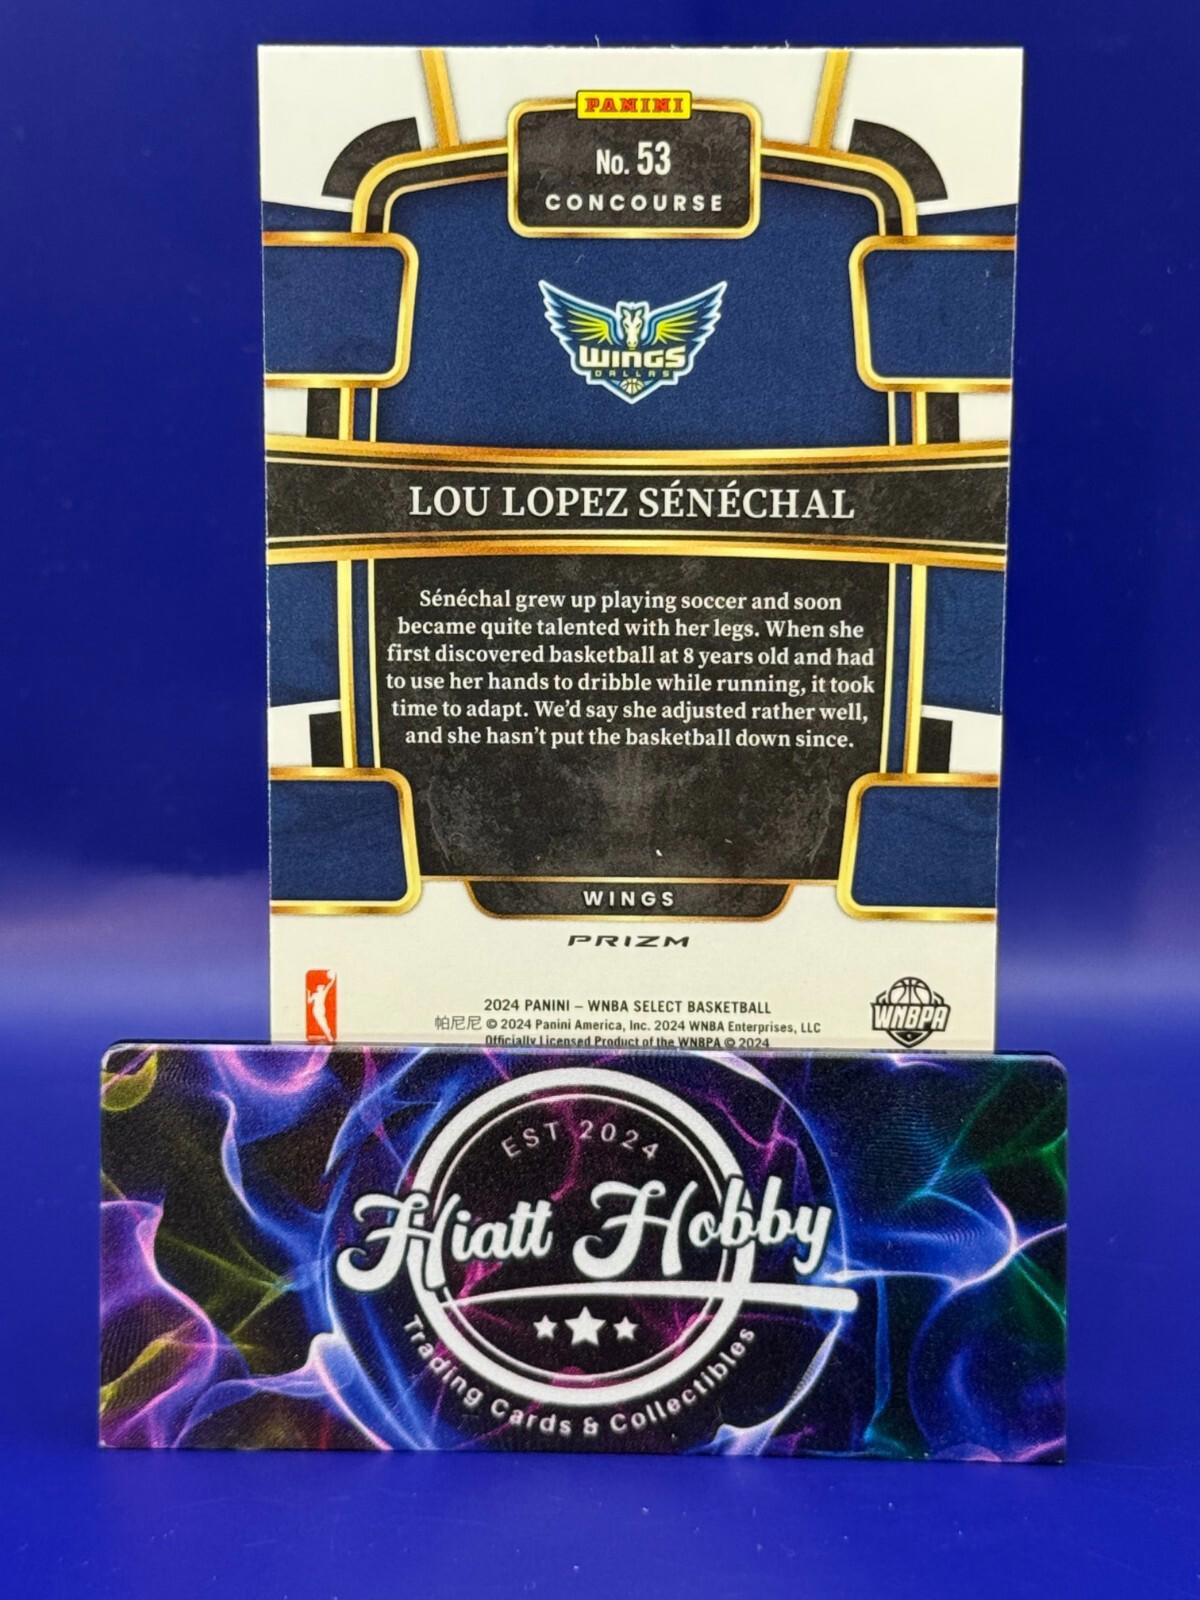 PANINI
No. 53
CONCOURSE
WINGS
DALLAS
LOU LOPEZ SÉNÉCHAL
Sénéchal grew up playing soccer and soon
became quite talented with her legs. When she
first discovered basketball at 8 years old and had
to use her hands to dribble while running, it took
time to adapt. We'd say she adjusted rather well,
and she hasn't put the basketball down since.
WINGS
PRIZM
2024 PANINI – WNBA SELECT BASKETBALL
帕尼尼 © 2024 Panini America, Inc. 2024 WNBA Enterprises, LLC
Officially Licensed Product of the WNBPA © 2024
WNBPA
EST 2024
Hiatt Hobby
Trading Cards & Collectibles